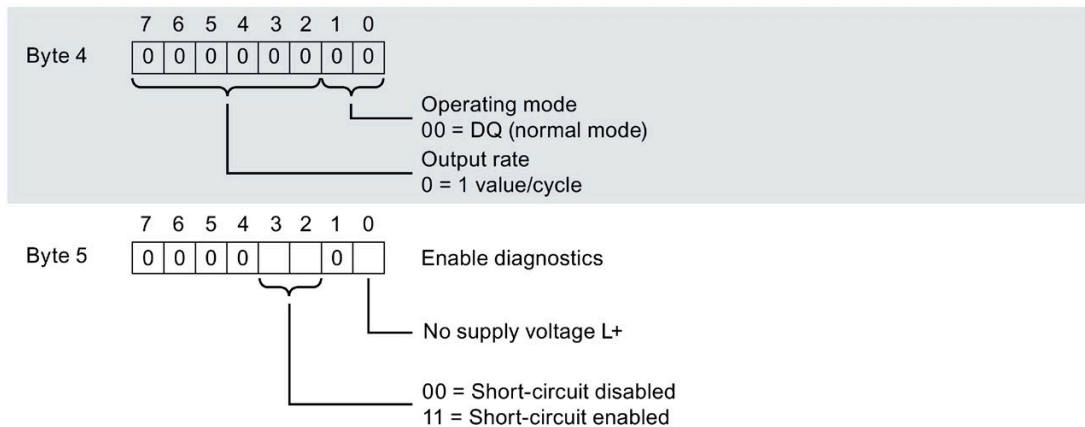 7 6 5 4 3 2 1 0
Byte 4 0 0 0 0 0 0 0 0
Operating mode
00 = DQ (normal mode)
Output rate
0 = 1 value/cycle
7 6 5 4 3 2 1 0
Byte 5 0 0 0 0 0 Enable diagnostics
No supply voltage L+
00 = Short-circuit disabled
11 = Short-circuit enabled